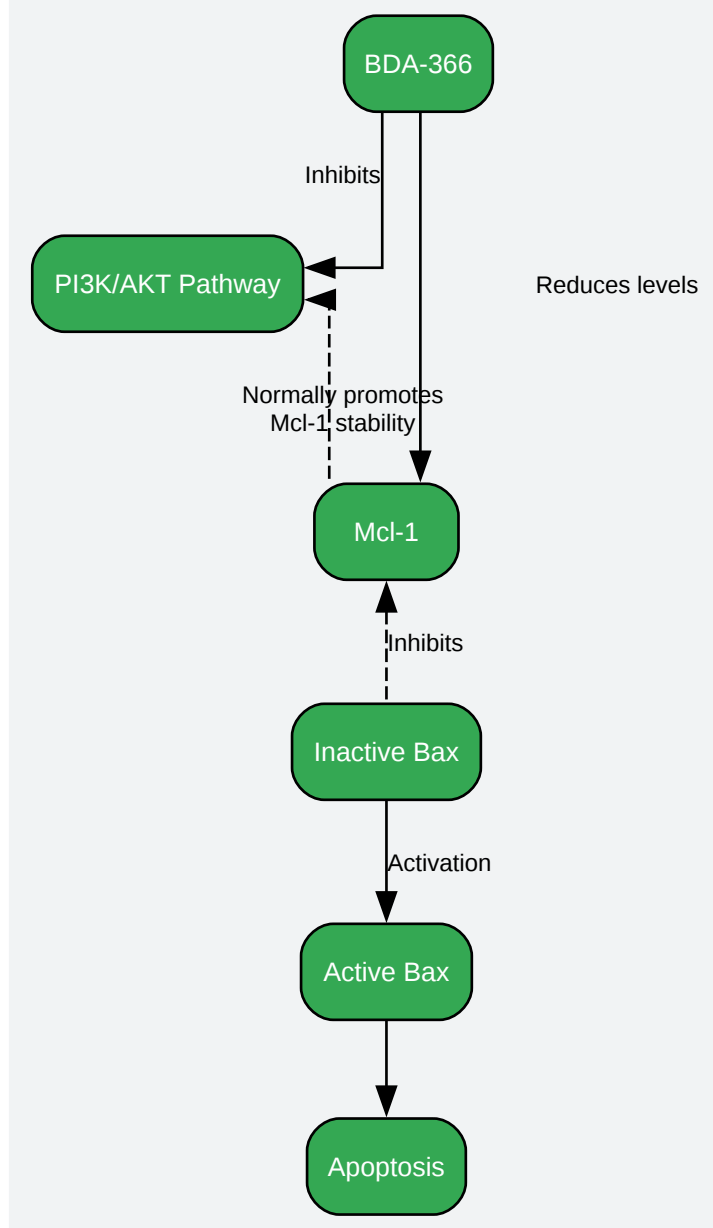 BDA-366
Inhibits
PI3K/AKT Pathway
Reduces levels
Normally promotes
Mcl-1 stability
Mcl-1
Inhibits
Inactive Bax
Activation
Active Bax
Apoptosis